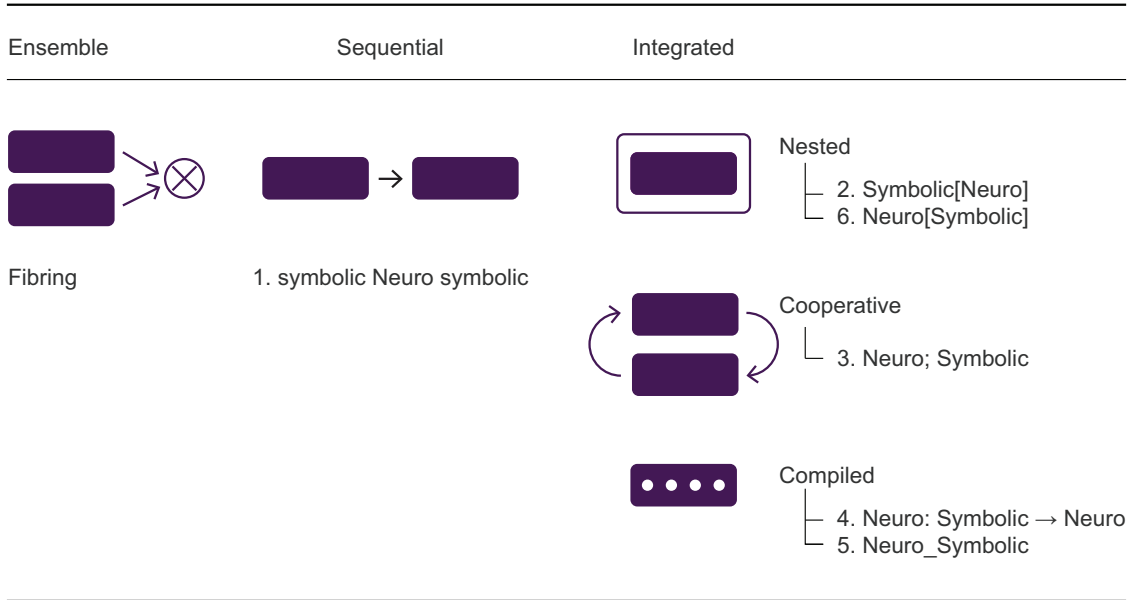 Ensemble
Sequential
Integrated
Fibring
1. symbolic Neuro symbolic
Nested
2. Symbolic[Neuro]
6. Neuro[Symbolic]
Cooperative
3. Neuro; Symbolic
Compiled
4. Neuro: Symbolic → Neuro
5. Neuro_Symbolic